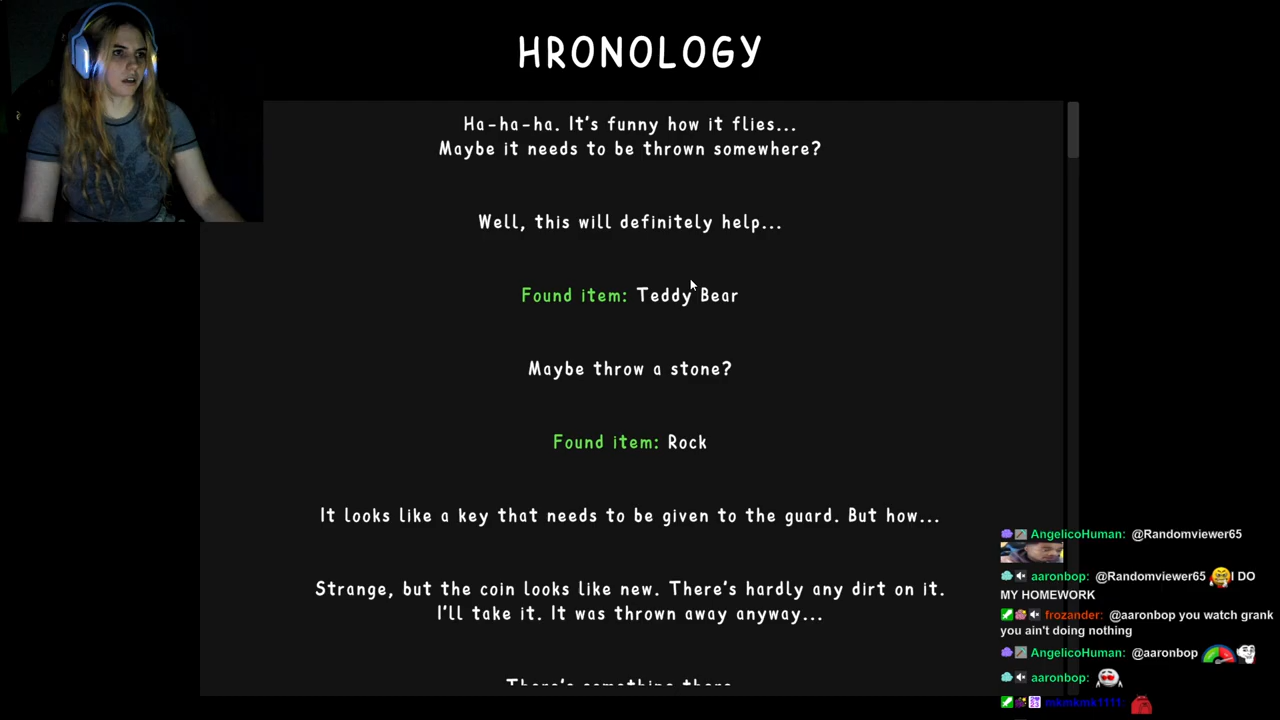 HRONOLOGY
Ha-ha-ha. It's funny how it flies...
Maybe it needs to be thrown somewhere?
Well, this will definitely help...
Found item: Teddy Bear
Maybe throw a stone?
Found item: Rock
It looks like a key that needs to be given to the guard. But how...
Strange, but the coin looks like new. There's hardly any dirt on it.
I'll take it. It was thrown away anyway...
There's something there
AngelicoHuman: @Randomviewer65
aaronbop: @Randomviewer65 I DO
MY HOMEWORK
frozander: @aaronbop you watch grank
you ain't doing nothing
AngelicoHuman: @aaronbop
aaronbop:
mkmkmk1111: